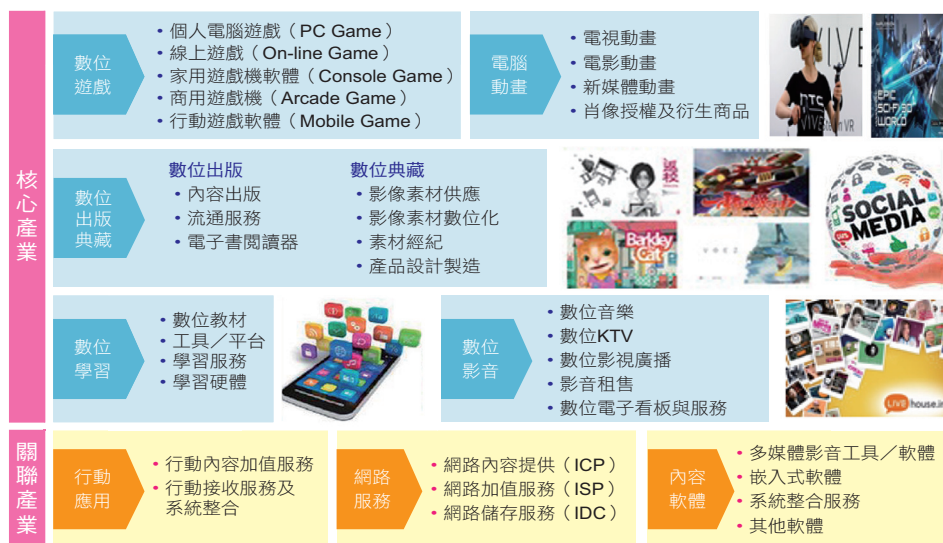 核心產業
數位
遊戲
• 個人電腦遊戲（PC Game）
• 線上遊戲（On-line Game）
• 家用遊戲機軟體（Console Game）
• 商用遊戲機（Arcade Game）
• 行動遊戲軟體（Mobile Game）
電腦
動畫
• 電視動畫
• 電影動畫
• 新媒體動畫
• 肖像授權及衍生商品
VIVE
hTC
EPIC
SCI-FI 3D
WORLD
數位
出版
典藏
數位出版
• 內容出版
• 流通服務
• 電子書閱讀器
數位典藏
• 影像素材供應
• 影像素材數位化
• 素材經紀
• 產品設計製造
返校
Barkley
Cat
VOEZ
SOCIAL
MEDIA
數位
學習
• 數位教材
• 工具／平台
• 學習服務
• 學習硬體
數位
影音
• 數位音樂
• 數位KTV
• 數位影視廣播
• 影音租售
• 數位電子看板與服務
LIVE house.in
關聯產業
行動
應用
• 行動內容加值服務
• 行動接收服務及
系統整合
網路
服務
• 網路內容提供（ICP）
• 網路加值服務（ISP）
• 網路儲存服務（IDC）
內容
軟體
• 多媒體影音工具／軟體
• 嵌入式軟體
• 系統整合服務
• 其他軟體